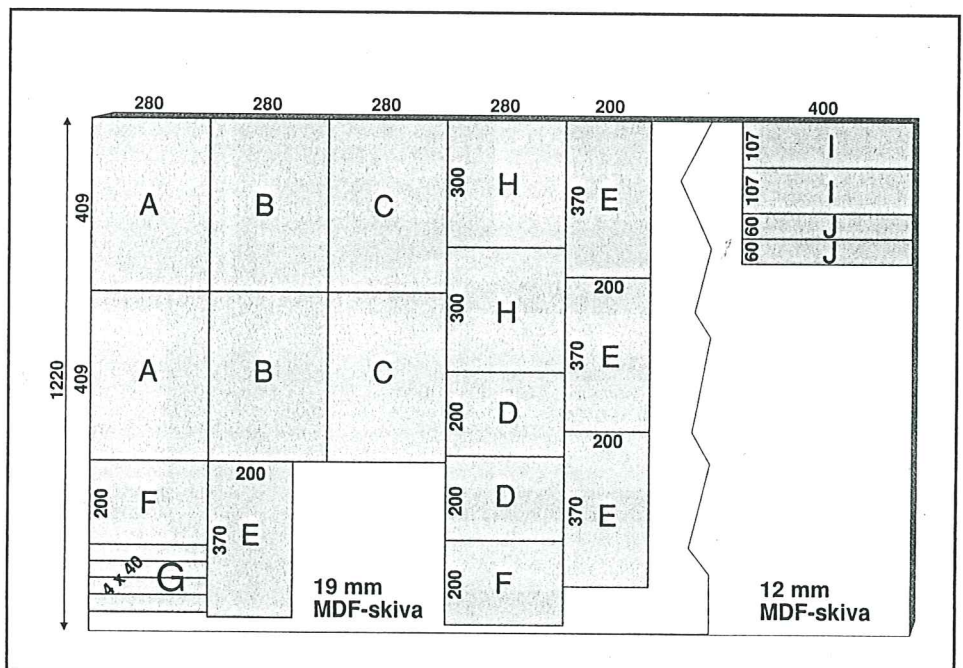 280 280 280 280 200 400
409 A B C 300 H 370 E 107 I
107 I
60 J
60 J
200
300 H
1220 409 A B C 370 E
200 D
200 200
200 F 370 E 200 D 370 E
4 x 40 G 200 F
19 mm
MDF-skiva
12 mm
MDF-skiva